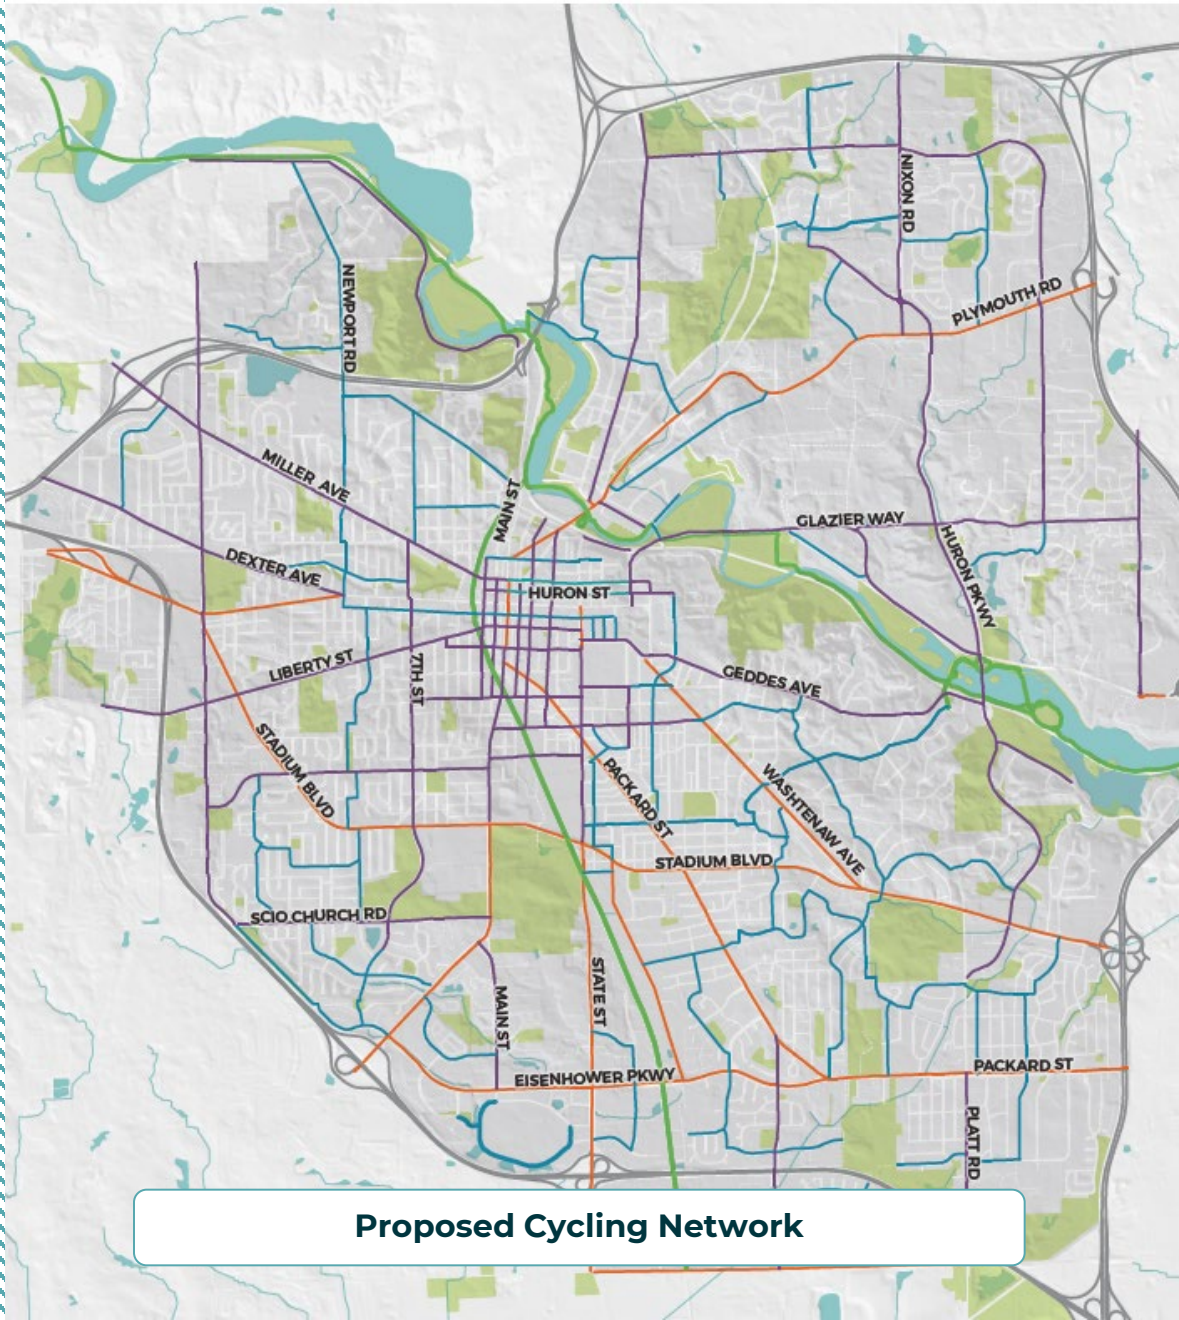 NIXON RD
NEWPORT RD
PLYMOUTH RD
MILLER AVE
MAIN ST
GLAZIER WAY
HURON PKWY
DEXTER AVE
HURON ST
LIBERTY ST
7TH ST
GEDDES AVE
STADIUM BLVD
PACKARD ST
WASHTENAW AVE
STADIUM BLVD
SCIO CHURCH RD
STATE ST
MAIN ST
EISENHOWER PKWY
PACKARD ST
PLATT RD
Proposed Cycling Network